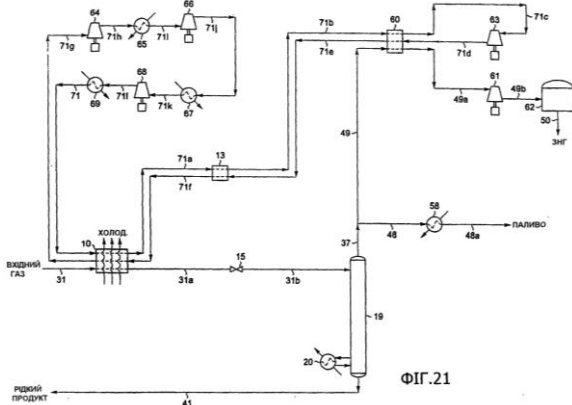 64
66
71h
71i
71j
65
71g
71b
60
71c
71e
63
71d
68
71
71l
71k
69
67
61
49a
49b
62
50
ЗНГ
71a
13
71f
49
58
ХОЛОД.
10
48
48a
ПАЛИВО
37
ВХІДНИЙ
ГАЗ
15
31
31a
31b
19
20
РІДКИЙ
ПРОДУКТ
41
ФІГ.21